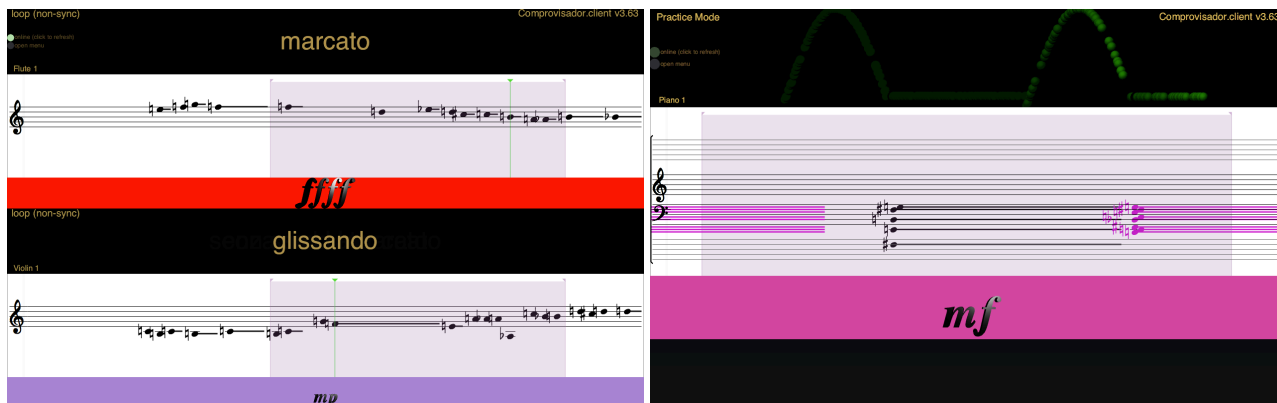 loop (non-sync)
Comprovisador.client v3.63
marcato
online (click to refresh)
open menu
Flute 1
ffff
loop (non-sync)
glissando
Violin 1
mp
Practice Mode
Comprovisador.client v3.63
online (click to refresh)
open menu
Piano 1
mf